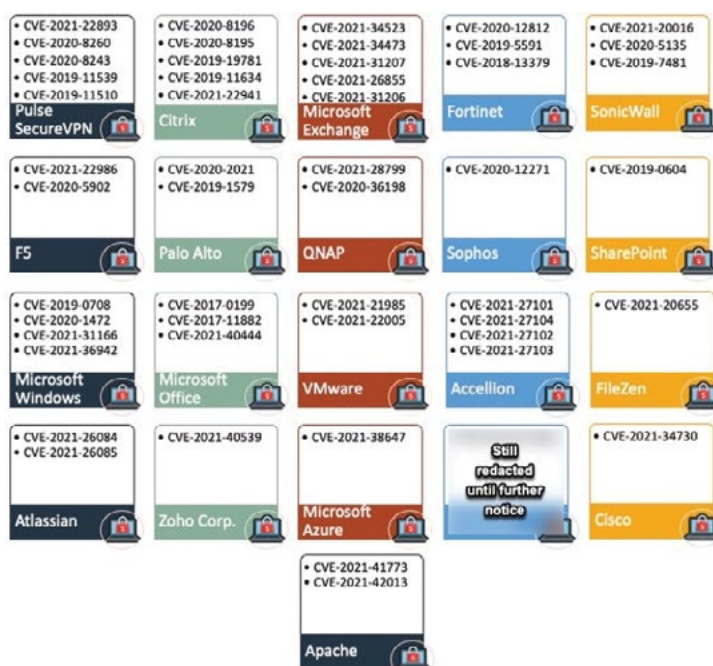 • CVE-2021-22893
• CVE-2020-8260
• CVE-2020-8243
• CVE-2019-11539
• CVE-2019-11510
Pulse
SecureVPN
• CVE-2020-8196
• CVE-2020-8195
• CVE-2019-19781
• CVE-2019-11634
• CVE-2021-22941
Citrix
• CVE-2021-34523
• CVE-2021-34473
• CVE-2021-31207
• CVE-2021-26855
• CVE-2021-31206
Microsoft
Exchange
• CVE-2020-12812
• CVE-2019-5591
• CVE-2018-13379
Fortinet
• CVE-2021-20016
• CVE-2020-5135
• CVE-2019-7481
SonicWall
• CVE-2021-22986
• CVE-2020-5902
F5
• CVE-2020-2021
• CVE-2019-1579
Palo Alto
• CVE-2021-28799
• CVE-2020-36198
QNAP
• CVE-2020-12271
Sophos
• CVE-2019-0604
SharePoint
• CVE-2019-0708
• CVE-2020-1472
• CVE-2021-31166
• CVE-2021-36942
Microsoft
Windows
• CVE-2017-0199
• CVE-2017-11882
• CVE-2021-40444
Microsoft
Office
• CVE-2021-21985
• CVE-2021-22005
VMware
• CVE-2021-27101
• CVE-2021-27104
• CVE-2021-27102
• CVE-2021-27103
Accellion
• CVE-2021-20655
FileZen
• CVE-2021-26084
• CVE-2021-26085
Atlassian
• CVE-2021-40539
Zoho Corp.
• CVE-2021-38647
Microsoft
Azure
Still
redacted
until further
notice
• CVE-2021-34730
Cisco
• CVE-2021-41773
• CVE-2021-42013
Apache